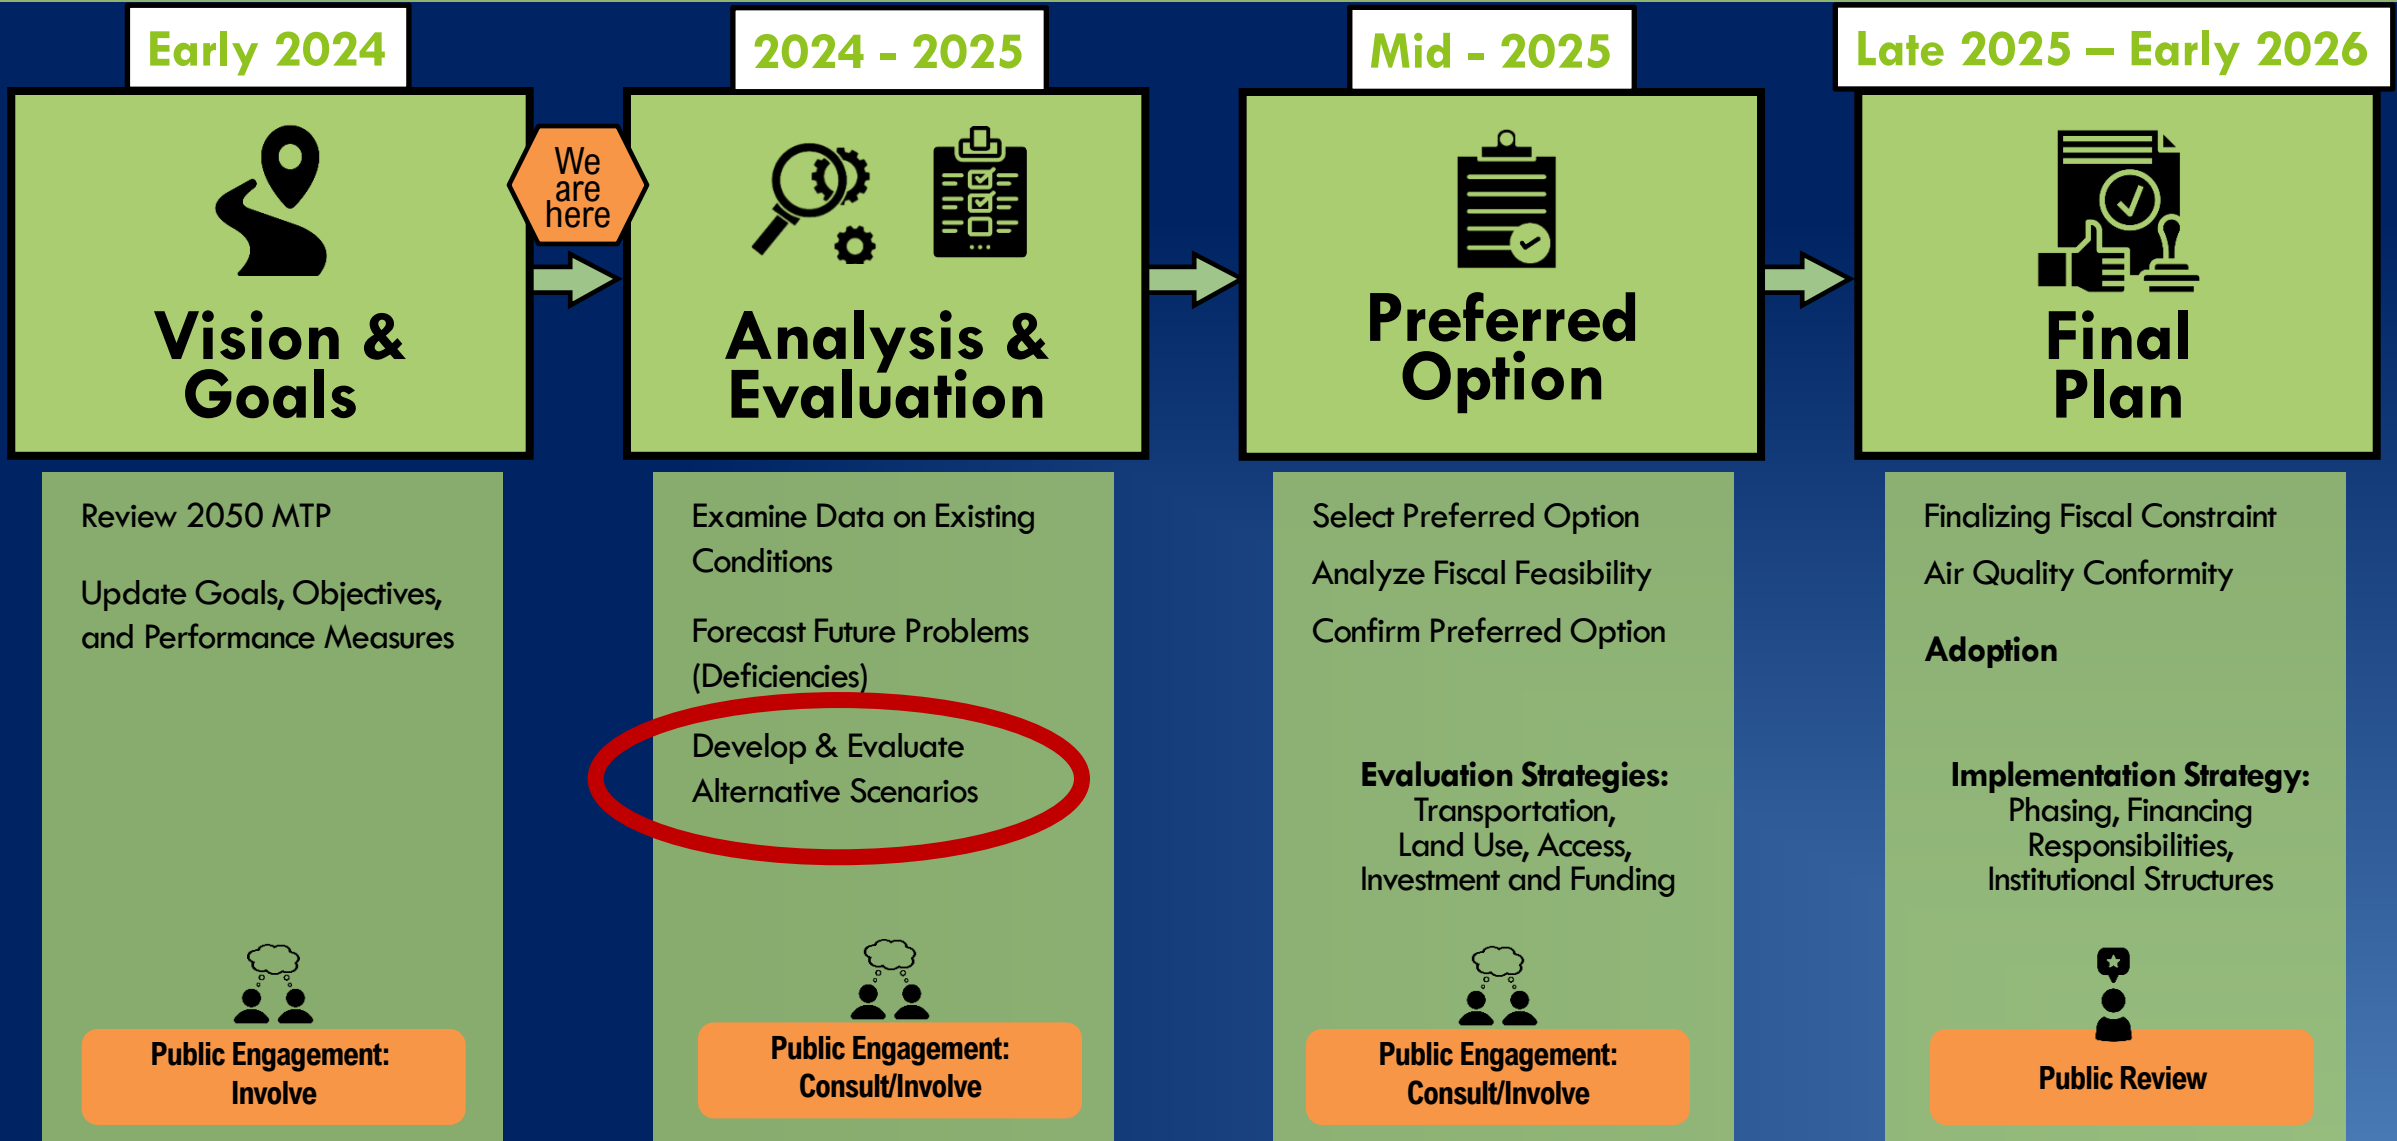 Early 2024
Vision &
Goals
Review 2050 MTP
Update Goals, Objectives,
and Performance Measures
Public Engagement:
Involve
We
are
here
2024 - 2025
Analysis &
Evaluation
Examine Data on Existing
Conditions
Forecast Future Problems
(Deficiencies)
Develop & Evaluate
Alternative Scenarios
Public Engagement:
Consult/Involve
Mid - 2025
Preferred
Option
Select Preferred Option
Analyze Fiscal Feasibility
Confirm Preferred Option
Evaluation Strategies:
Transportation,
Land Use, Access,
Investment and Funding
Public Engagement:
Consult/Involve
Late 2025 – Early 2026
Final
Plan
Finalizing Fiscal Constraint
Air Quality Conformity
Adoption
Implementation Strategy:
Phasing, Financing
Responsibilities,
Institutional Structures
Public Review